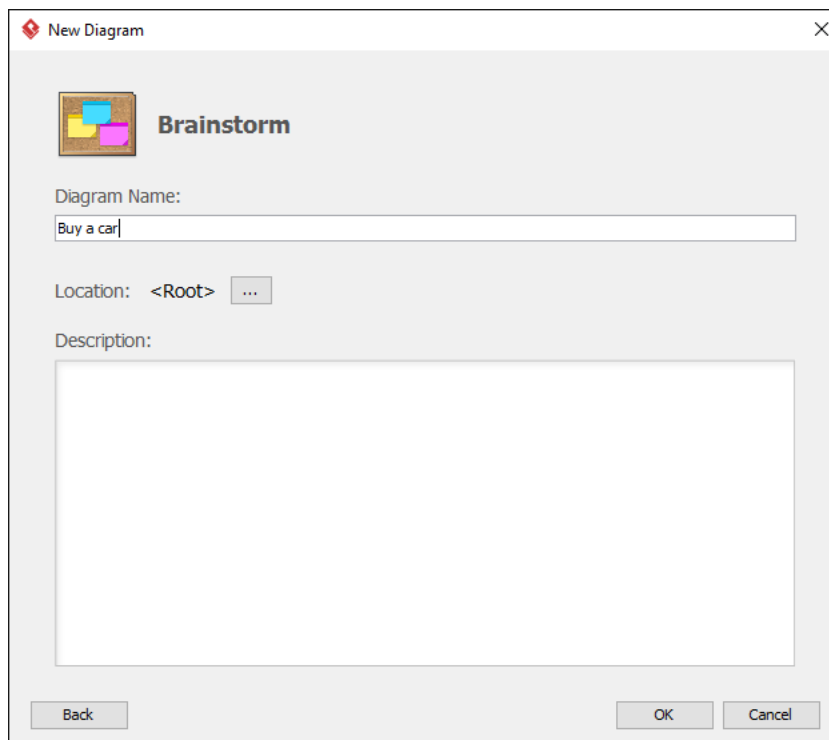 New Diagram
Brainstorm
Diagram Name:
Buy a car
Location: <Root> ...
Description:
Back OK Cancel